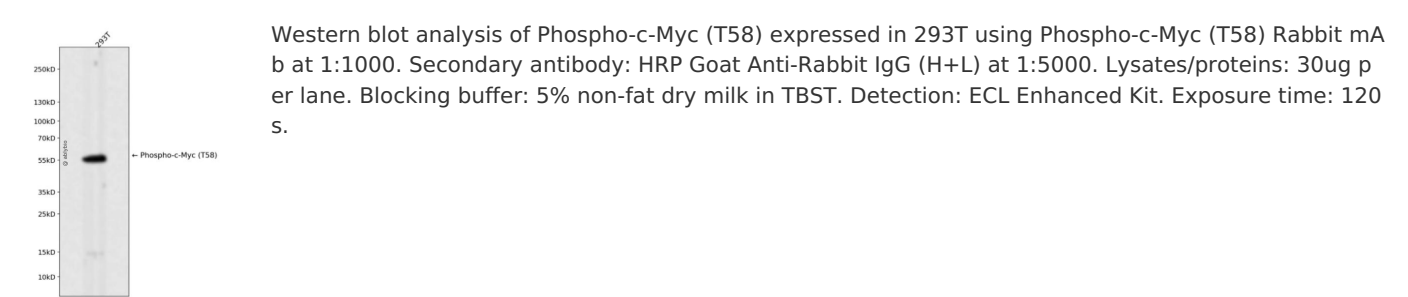 293T
250kD
130kD
100kD
70kD
55kD
35kD
25kD
15kD
10kD
@ ablybio
← Phospho-c-Myc (T58)
Western blot analysis of Phospho-c-Myc (T58) expressed in 293T using Phospho-c-Myc (T58) Rabbit mA
b at 1:1000. Secondary antibody: HRP Goat Anti-Rabbit IgG (H+L) at 1:5000. Lysates/proteins: 30ug p
er lane. Blocking buffer: 5% non-fat dry milk in TBST. Detection: ECL Enhanced Kit. Exposure time: 120
s.